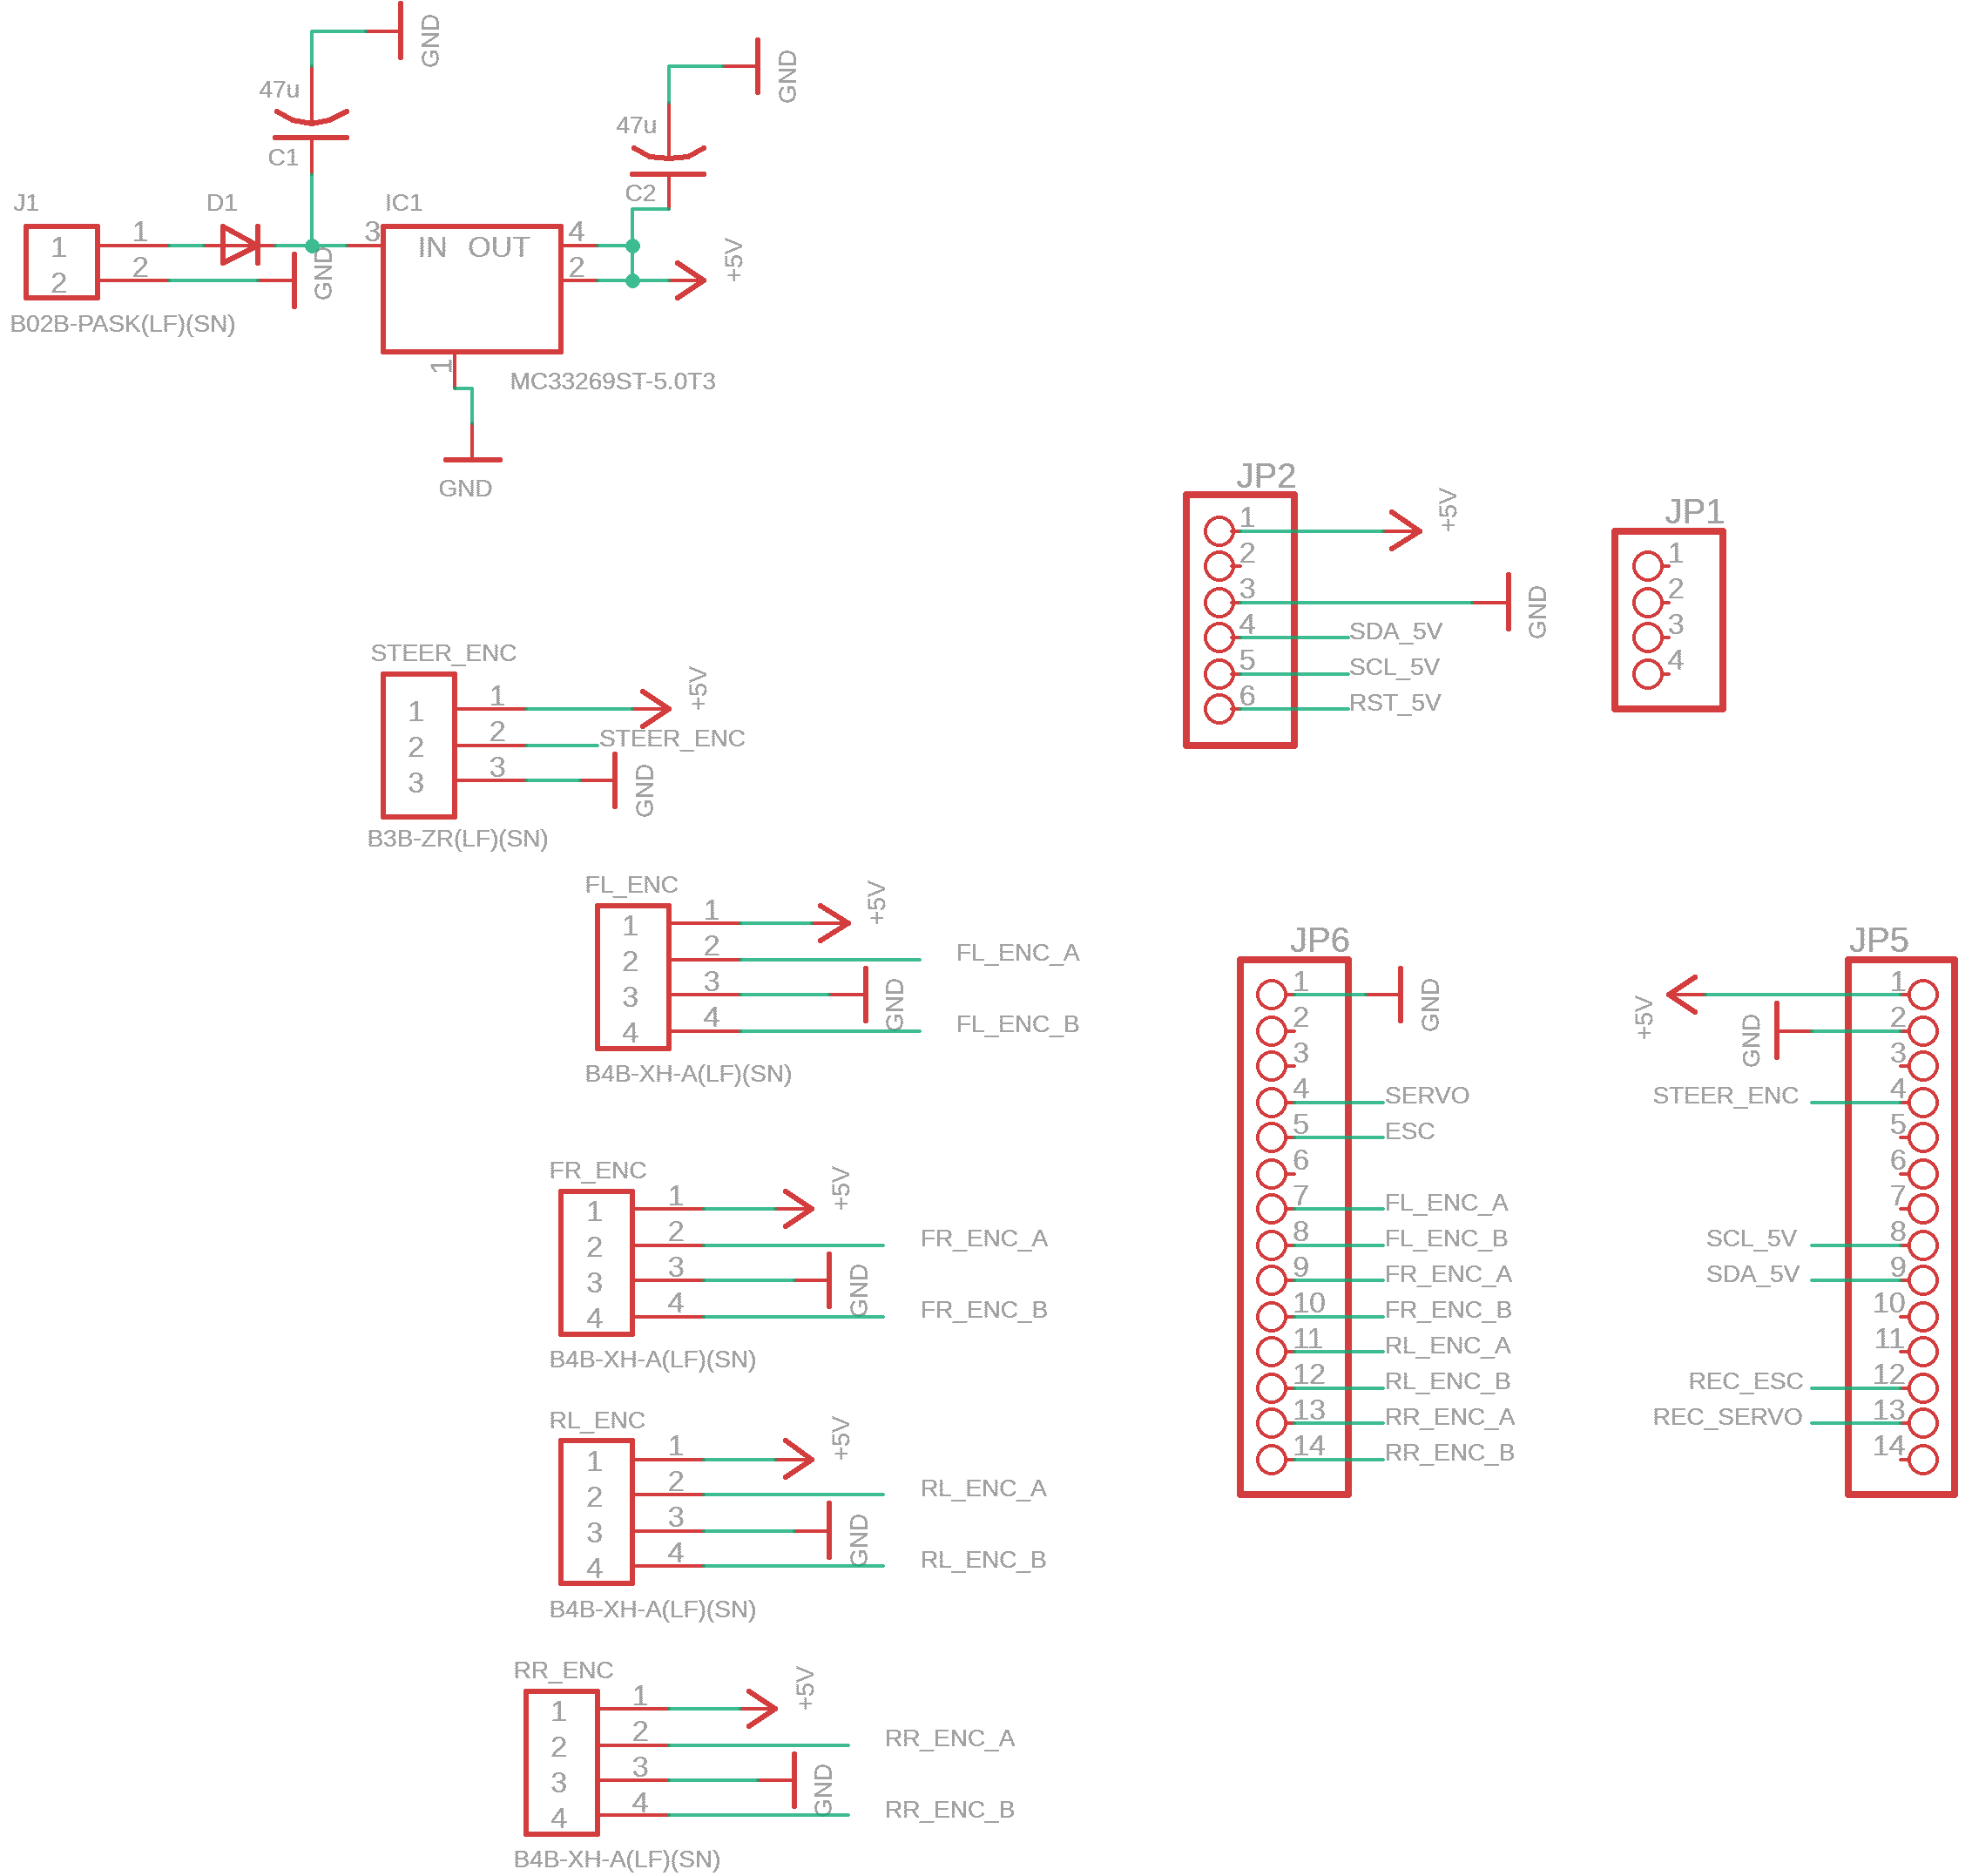 GND
47u
C1
GND
47u
C2
J1
D1
IC1
1
2
1
2
GND
3
IN OUT
4
2
+5V
1
B02B-PASK(LF)(SN)
MC33269ST-5.0T3
GND
STEER_ENC
1
2
3
1
2
3
+5V
STEER_ENC
GND
B3B-ZR(LF)(SN)
FL_ENC
1
2
3
4
1
2
3
4
+5V
FL_ENC_A
GND
FL_ENC_B
B4B-XH-A(LF)(SN)
FR_ENC
1
2
3
4
1
2
3
4
+5V
FR_ENC_A
GND
FR_ENC_B
B4B-XH-A(LF)(SN)
RL_ENC
1
2
3
4
1
2
3
4
+5V
RL_ENC_A
GND
RL_ENC_B
B4B-XH-A(LF)(SN)
RR_ENC
1
2
3
4
1
2
3
4
+5V
RR_ENC_A
GND
RR_ENC_B
B4B-XH-A(LF)(SN)
JP2
1
+5V
2
3
GND
4 SDA_5V
5 SCL_5V
6 RST_5V
JP1
1
2
3
4
JP6
1
GND
2
3
4 SERVO
5 ESC
6
7 FL_ENC_A
8 FL_ENC_B
9 FR_ENC_A
10 FR_ENC_B
11 RL_ENC_A
12 RL_ENC_B
13 RR_ENC_A
14 RR_ENC_B
JP5
+5V
1
GND
2
3
STEER_ENC 4
5
6
7
SCL_5V 8
SDA_5V 9
10
11
REC_ESC 12
REC_SERVO 13
14